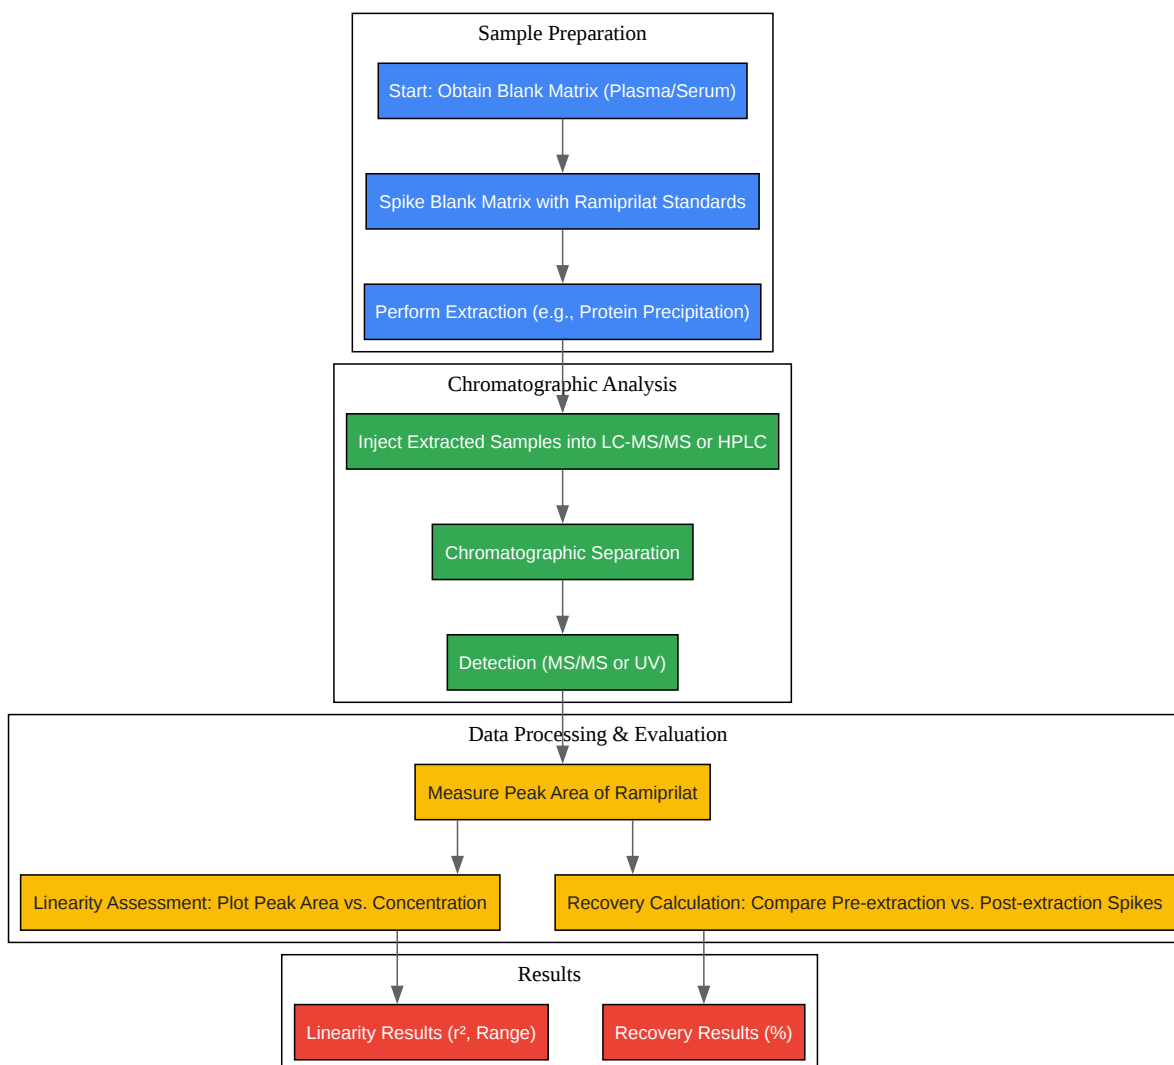 Sample Preparation
Start: Obtain Blank Matrix (Plasma/Serum)
Spike Blank Matrix with Ramiprilat Standards
Perform Extraction (e.g., Protein Precipitation)
Chromatographic Analysis
Inject Extracted Samples into LC-MS/MS or HPLC
Chromatographic Separation
Detection (MS/MS or UV)
Data Processing & Evaluation
Measure Peak Area of Ramiprilat
Linearity Assessment: Plot Peak Area vs. Concentration
Recovery Calculation: Compare Pre-extraction vs. Post-extraction Spikes
Results
Linearity Results (r², Range)
Recovery Results (%)